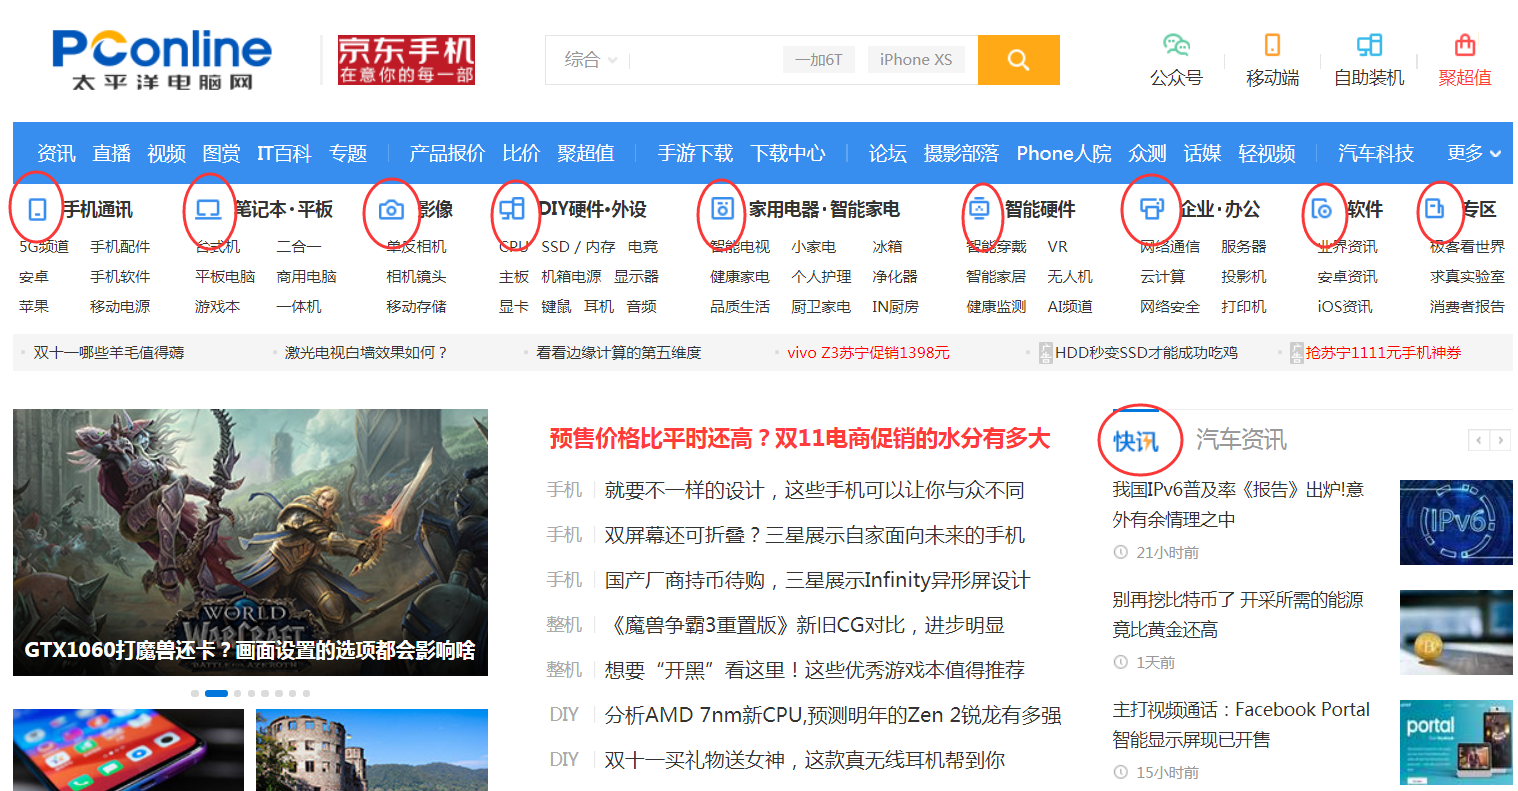 PConline
太平洋电脑网
京东手机
在意你的每一部
综合
一加6T
iPhone XS
公众号
移动端
自助装机
聚超值
资讯 直播 视频 图赏 IT百科 专题 产品报价 比价 聚超值 手游下载 下载中心 论坛 摄影部落 Phone人院 众测 话媒 轻视频 汽车科技 更多
手机通讯 笔记本·平板 影像 DIY硬件·外设 家用电器·智能家电 智能硬件 企业·办公 软件 专区
5G频道 手机配件 台式机 二合一 单反相机 CPU SSD / 内存 电竞 智能电视 小家电 冰箱 智能穿戴 VR 网络通信 服务器 业界资讯 极客看世界
安卓 手机软件 平板电脑 商用电脑 相机镜头 主板 机箱电源 显示器 健康家电 个人护理 净化器 智能家居 无人机 云计算 投影机 安卓资讯 求真实验室
苹果 移动电源 游戏本 一体机 移动存储 显卡 键鼠 耳机 音频 品质生活 厨卫家电 IN厨房 健康监测 AI频道 网络安全 打印机 iOS资讯 消费者报告
双十一哪些羊毛值得薅 激光电视白墙效果如何？ 看看边缘计算的第五维度 vivo Z3苏宁促销1398元 广告 HDD秒变SSD才能成功吃鸡 广告 抢苏宁1111元手机神券
WORLD
WARCRAFT
BATTLE FOR AZEROTH
GTX1060打魔兽还卡？画面设置的选项都会影响啥
预售价格比平时还高？双11电商促销的水分有多大
手机 就要不一样的设计，这些手机可以让你与众不同
手机 双屏幕还可折叠？三星展示自家面向未来的手机
手机 国产厂商持币待购，三星展示Infinity异形屏设计
整机 《魔兽争霸3重置版》新旧CG对比，进步明显
整机 想要“开黑”看这里！这些优秀游戏本值得推荐
DIY 分析AMD 7nm新CPU,预测明年的Zen 2锐龙有多强
DIY 双十一买礼物送女神，这款真无线耳机帮到你
快讯 汽车资讯
我国IPv6普及率《报告》出炉!意
外有余情理之中
21小时前
IPv6
别再挖比特币了 开采所需的能源
竟比黄金还高
1天前
主打视频通话：Facebook Portal
智能显示屏现已开售
15小时前
portal